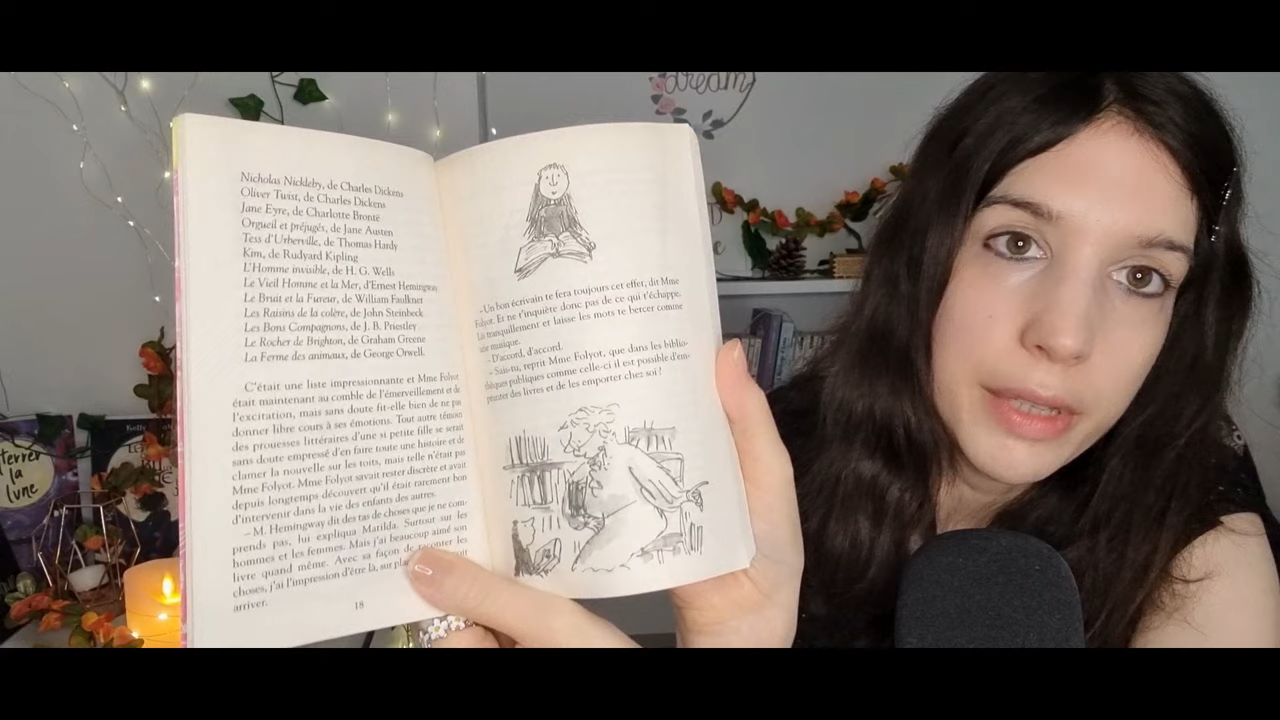 dream
Nicholas Nickleby, de Charles Dickens
Oliver Twist, de Charles Dickens
Jane Eyre, de Charlotte Brontë
Orgueil et préjugés, de Jane Austen
Tess d'Urberville, de Thomas Hardy
Kim, de Rudyard Kipling
L'Homme invisible, de H. G. Wells
Le Vieil Homme et la Mer, d'Ernest Hemingway
Le Bruit et la Fureur, de William Faulkner
Les Raisins de la colère, de John Steinbeck
Les Bons Compagnons, de J. B. Priestley
Le Rocher de Brighton, de Graham Greene
La Ferme des animaux, de George Orwell.
C'était une liste impressionnante et Mme Folyot
était maintenant au comble de l'émerveillement et de
l'excitation, mais sans doute fit-elle bien de ne pas
donner libre cours à ses émotions. Tout autre témoin
des prouesses littéraires d'une si petite fille se serait
sans doute empressé d'en faire toute une histoire et de
clamer la nouvelle sur les toits, mais telle n'était pas
Mme Folyot. Mme Folyot savait rester discrète et avait
depuis longtemps découvert qu'il était rarement bon
d'intervenir dans la vie des enfants des autres.
– M. Hemingway dit des tas de choses que je ne com-
prends pas, lui expliqua Matilda. Surtout sur les
hommes et les femmes. Mais j'ai beaucoup aimé son
livre quand même. Avec sa façon de raconter les
choses, j'ai l'impression d'être là, sur
arriver.
18
– Un bon écrivain te fera toujours cet effet, dit Mme
Folyot. Et ne t'inquiète donc pas de ce qui t'échappe.
Lis tranquillement et laisse les mots te bercer comme
une musique.
– D'accord, d'accord.
– Sais-tu, reprit Mme Folyot, que dans les biblio-
thèques publiques comme celle-ci il est possible d'em-
prunter des livres et de les emporter chez soi !
la
lune